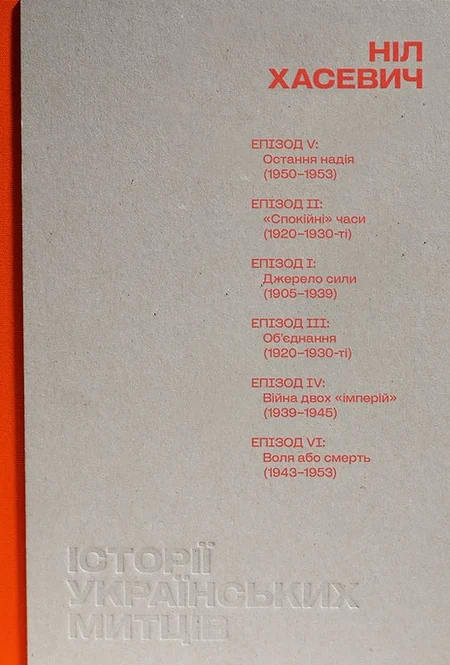 НІЛ
ХАСЕВИЧ
ЕПІЗОД V:
Остання надія
(1950–1953)
ЕПІЗОД II:
«Спокійні» часи
(1920–1930-ті)
ЕПІЗОД I:
Джерело сили
(1905–1939)
ЕПІЗОД III:
Об'єднання
(1920–1930-ті)
ЕПІЗОД IV:
Війна двох «імперій»
(1939–1945)
ЕПІЗОД VI:
Воля або смерть
(1943–1953)
ІСТОРІЇ
УКРАЇНСЬКИХ
МИТЦІВ